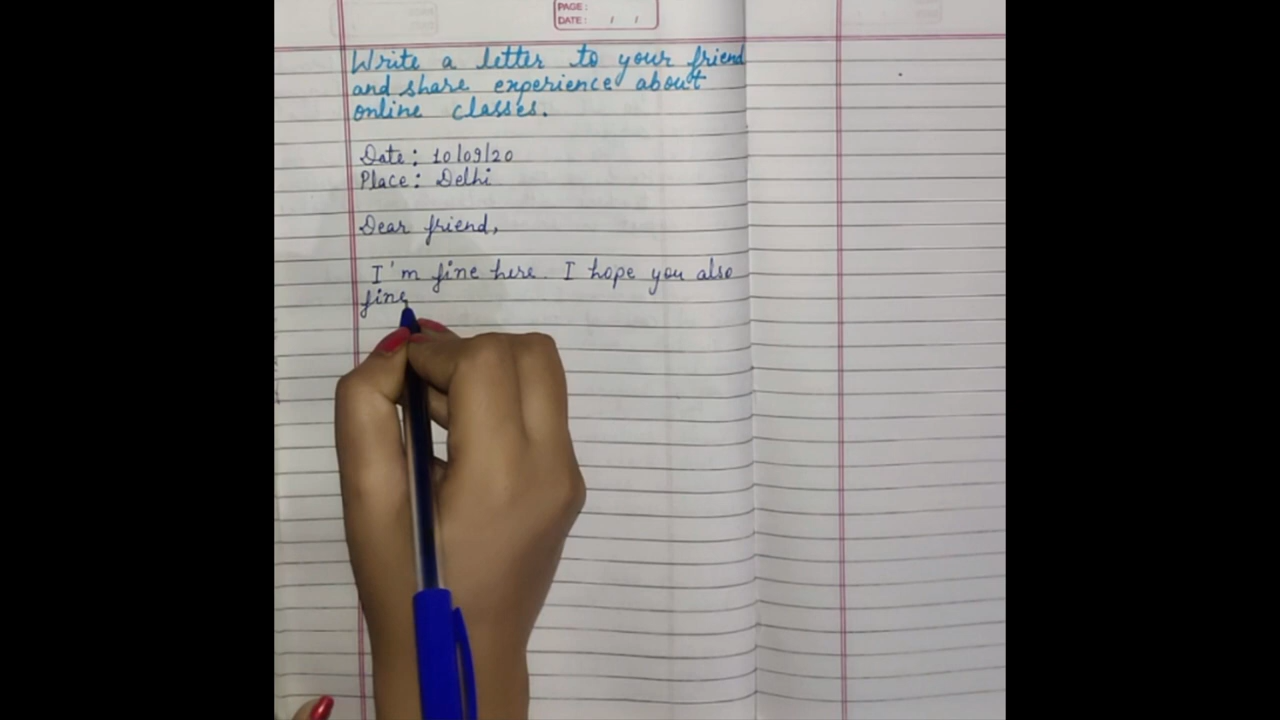 PAGE:
DATE: / /
Write a letter to your friend
and share experience about
online classes.
Date: 10/09/20
Place: Delhi
Dear friend,
I'm fine here. I hope you also
fine